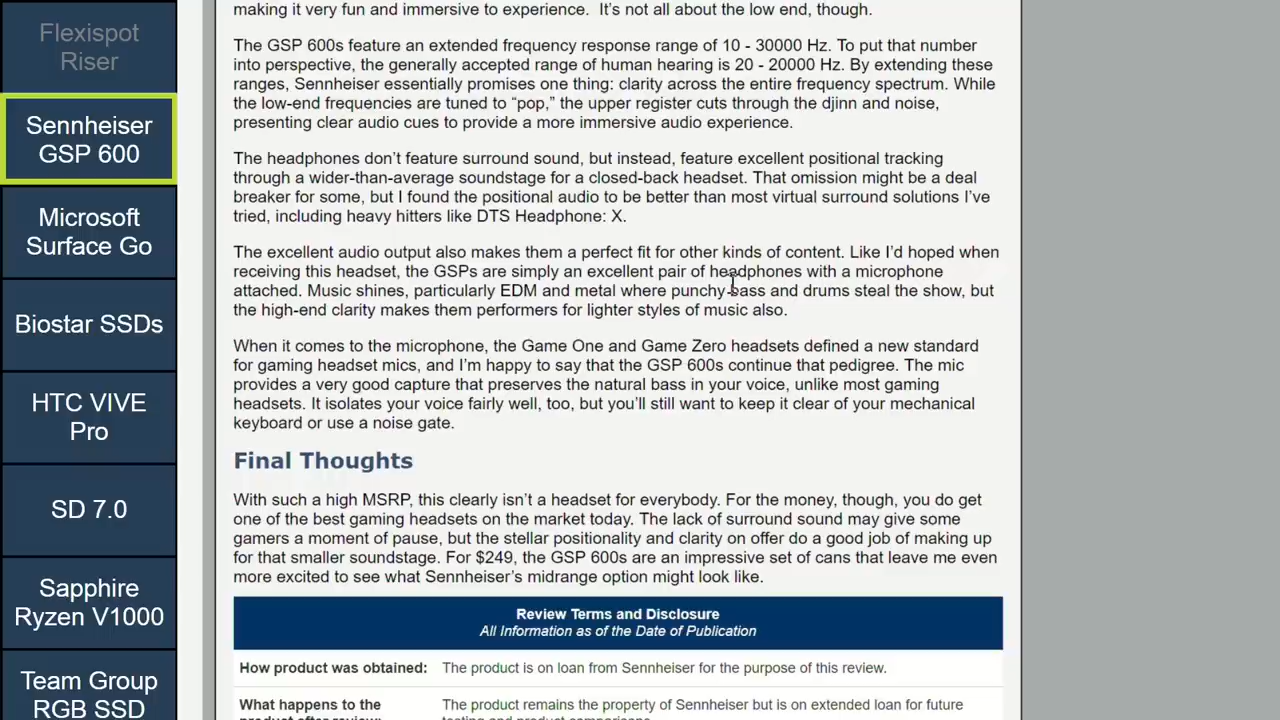 Flexispot
Riser
Sennheiser
GSP 600
Microsoft
Surface Go
Biostar SSDs
HTC VIVE
Pro
SD 7.0
Sapphire
Ryzen V1000
Team Group
RGB SSD
making it very fun and immersive to experience.  It’s not all about the low end, though.
The GSP 600s feature an extended frequency response range of 10 - 30000 Hz. To put that number
into perspective, the generally accepted range of human hearing is 20 - 20000 Hz. By extending these
ranges, Sennheiser essentially promises one thing: clarity across the entire frequency spectrum. While
the low-end frequencies are tuned to “pop,” the upper register cuts through the djinn and noise,
presenting clear audio cues to provide a more immersive audio experience.
The headphones don’t feature surround sound, but instead, feature excellent positional tracking
through a wider-than-average soundstage for a closed-back headset. That omission might be a deal
breaker for some, but I found the positional audio to be better than most virtual surround solutions I’ve
tried, including heavy hitters like DTS Headphone: X.
The excellent audio output also makes them a perfect fit for other kinds of content. Like I’d hoped when
receiving this headset, the GSPs are simply an excellent pair of headphones with a microphone
attached. Music shines, particularly EDM and metal where punchy bass and drums steal the show, but
the high-end clarity makes them performers for lighter styles of music also.
When it comes to the microphone, the Game One and Game Zero headsets defined a new standard
for gaming headset mics, and I’m happy to say that the GSP 600s continue that pedigree. The mic
provides a very good capture that preserves the natural bass in your voice, unlike most gaming
headsets. It isolates your voice fairly well, too, but you’ll still want to keep it clear of your mechanical
keyboard or use a noise gate.
Final Thoughts
With such a high MSRP, this clearly isn’t a headset for everybody. For the money, though, you do get
one of the best gaming headsets on the market today. The lack of surround sound may give some
gamers a moment of pause, but the stellar positionality and clarity on offer do a good job of making up
for that smaller soundstage. For $249, the GSP 600s are an impressive set of cans that leave me even
more excited to see what Sennheiser’s midrange option might look like.
Review Terms and Disclosure
All Information as of the Date of Publication
How product was obtained: The product is on loan from Sennheiser for the purpose of this review.
What happens to the The product remains the property of Sennheiser but is on extended loan for future
product after review: testing and product comparisons.